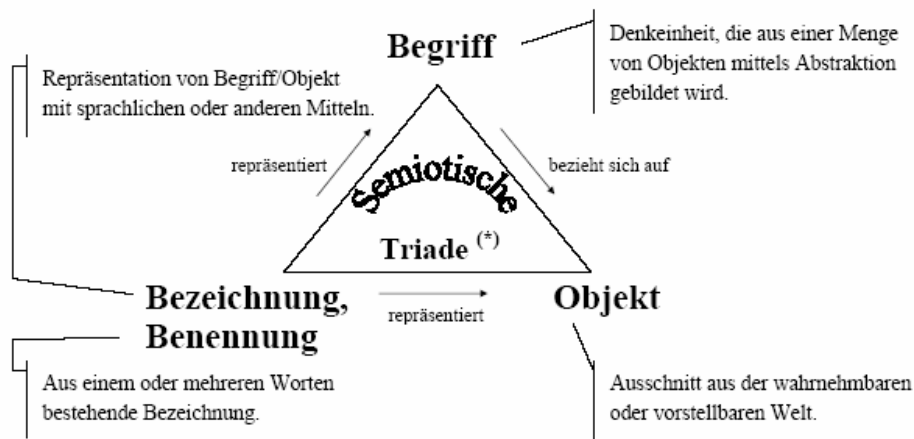 Begriff
Denkeinheit, die aus einer Menge
von Objekten mittels Abstraktion
gebildet wird.
Repräsentation von Begriff/Objekt
mit sprachlichen oder anderen Mitteln.
repräsentiert
bezieht sich auf
Semiotische
Triade (*)
Bezeichnung,
Benennung
repräsentiert
Objekt
Aus einem oder mehreren Worten
bestehende Bezeichnung.
Ausschnitt aus der wahrnehmbaren
oder vorstellbaren Welt.